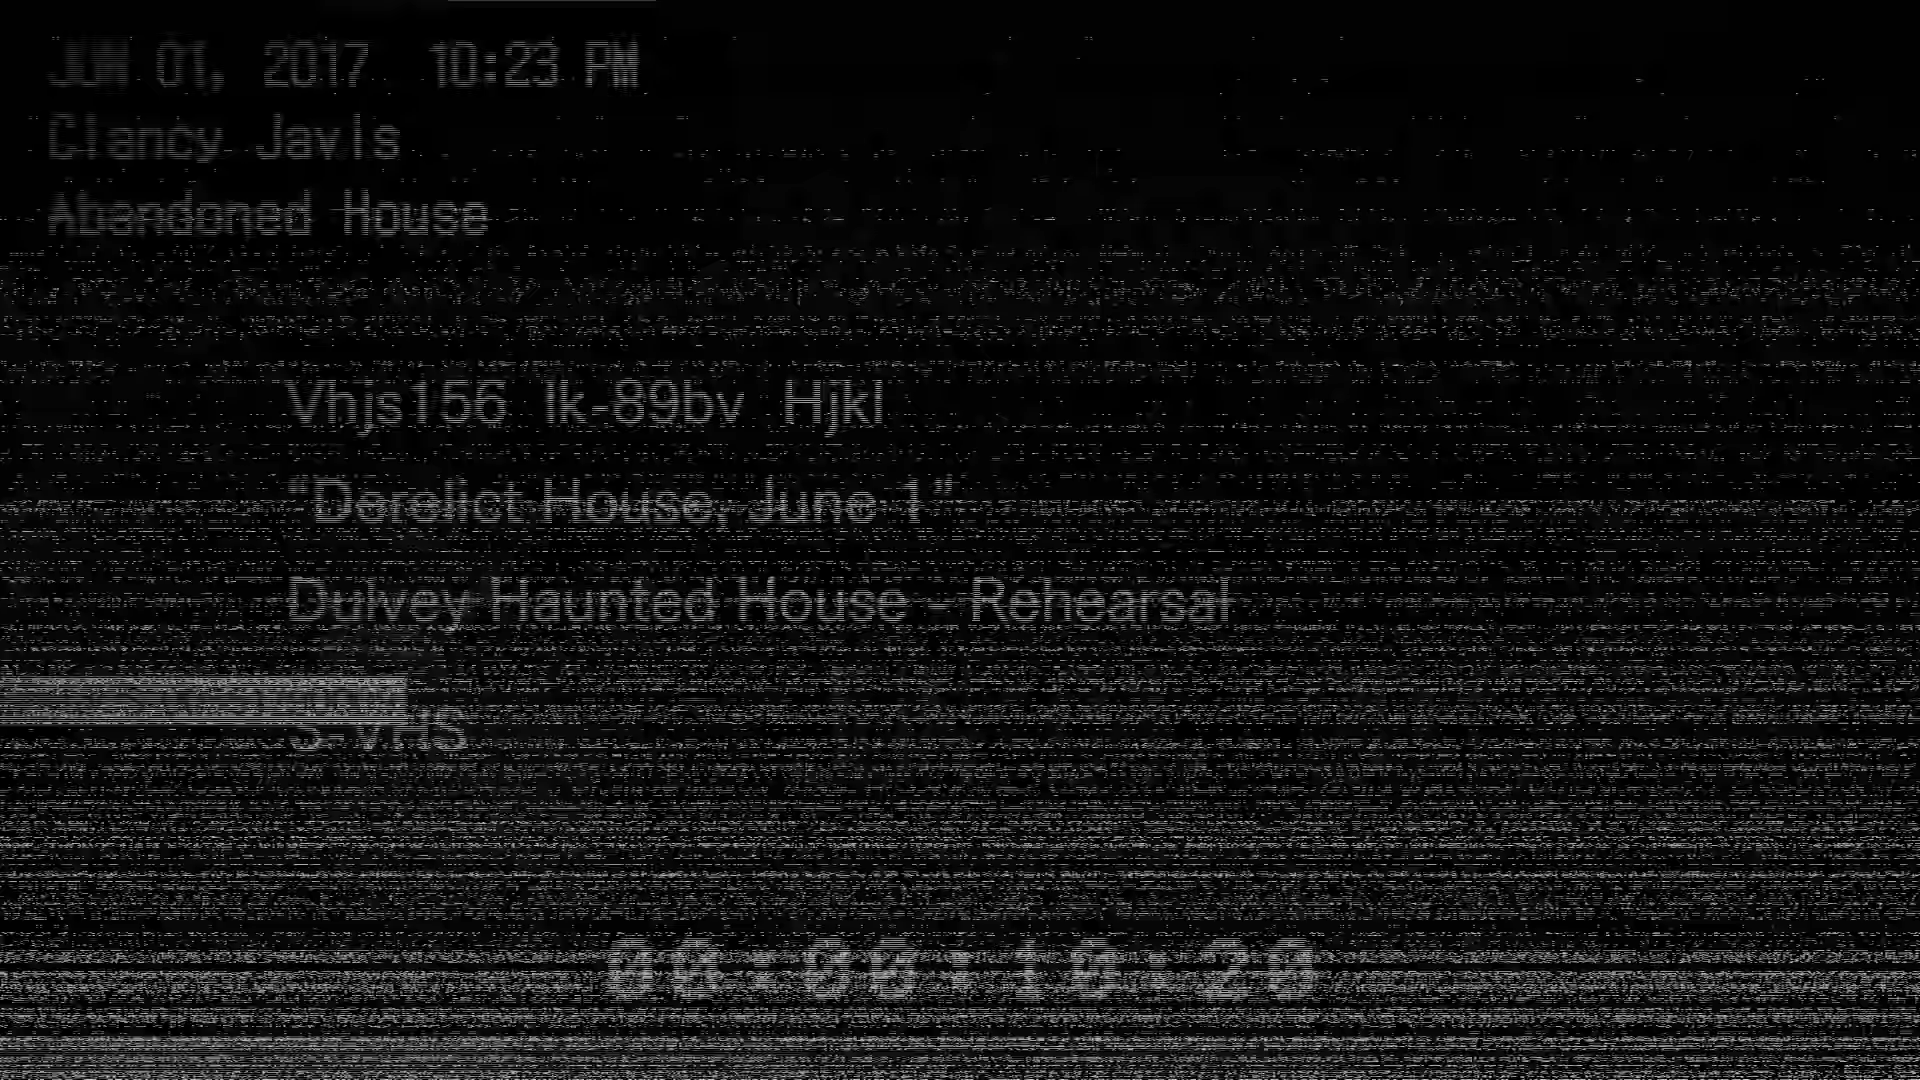 JUN 01, 2017 10:23 PM
Clancy Javis
Abandoned House
Vhjs156 lk-89bv Hjkl
"Derelict House, June 1"
Dulvey Haunted House - Rehearsal
S-VHS
00:00:10:20